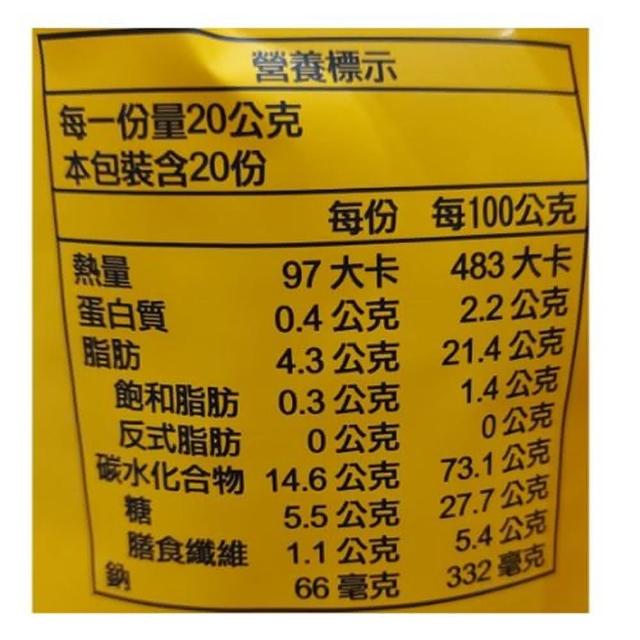 營養標示
每一份量20公克
本包裝含20份
每份 每100公克
熱量 97 大卡 483 大卡
蛋白質 0.4 公克 2.2 公克
脂肪 4.3 公克 21.4 公克
飽和脂肪 0.3 公克 1.4 公克
反式脂肪 0 公克 0 公克
碳水化合物 14.6 公克 73.1 公克
糖 5.5 公克 27.7 公克
膳食纖維 1.1 公克 5.4 公克
鈉 66 毫克 332 毫克